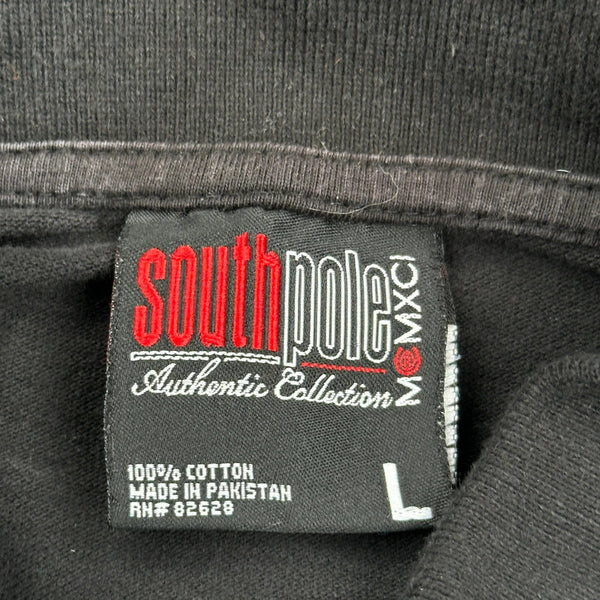 southpole
Authentic Collection
MCMXCI
100% COTTON
MADE IN PAKISTAN
RN# 82628
L